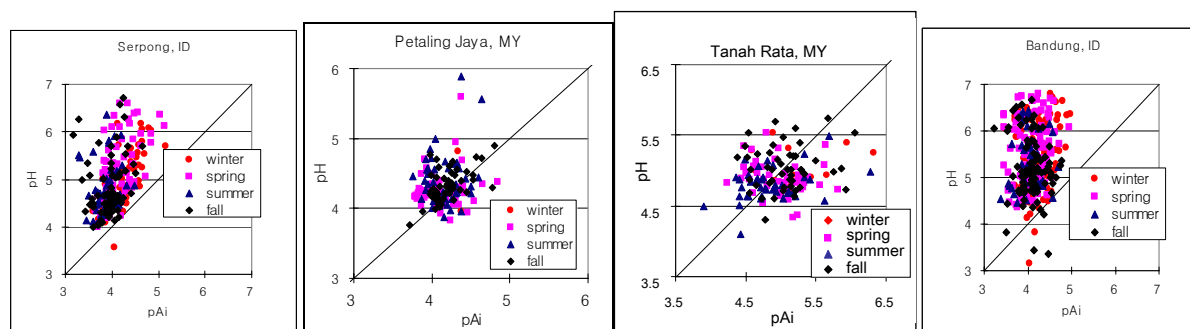 Serpong, ID
7
6
5
4
3
pH
3 4 5 6 7
pAi
winter
spring
summer
fall
Petaling Jaya, MY
6
5
4
3
pH
3 4 5 6
pAi
winter
spring
summer
fall
Tanah Rata, MY
6.5
5.5
4.5
3.5
pH
3.5 4.5 5.5 6.5
pAi
winter
spring
summer
fall
Bandung, ID
7
6
5
4
3
pH
3 4 5 6 7
pAi
winter
spring
summer
fall